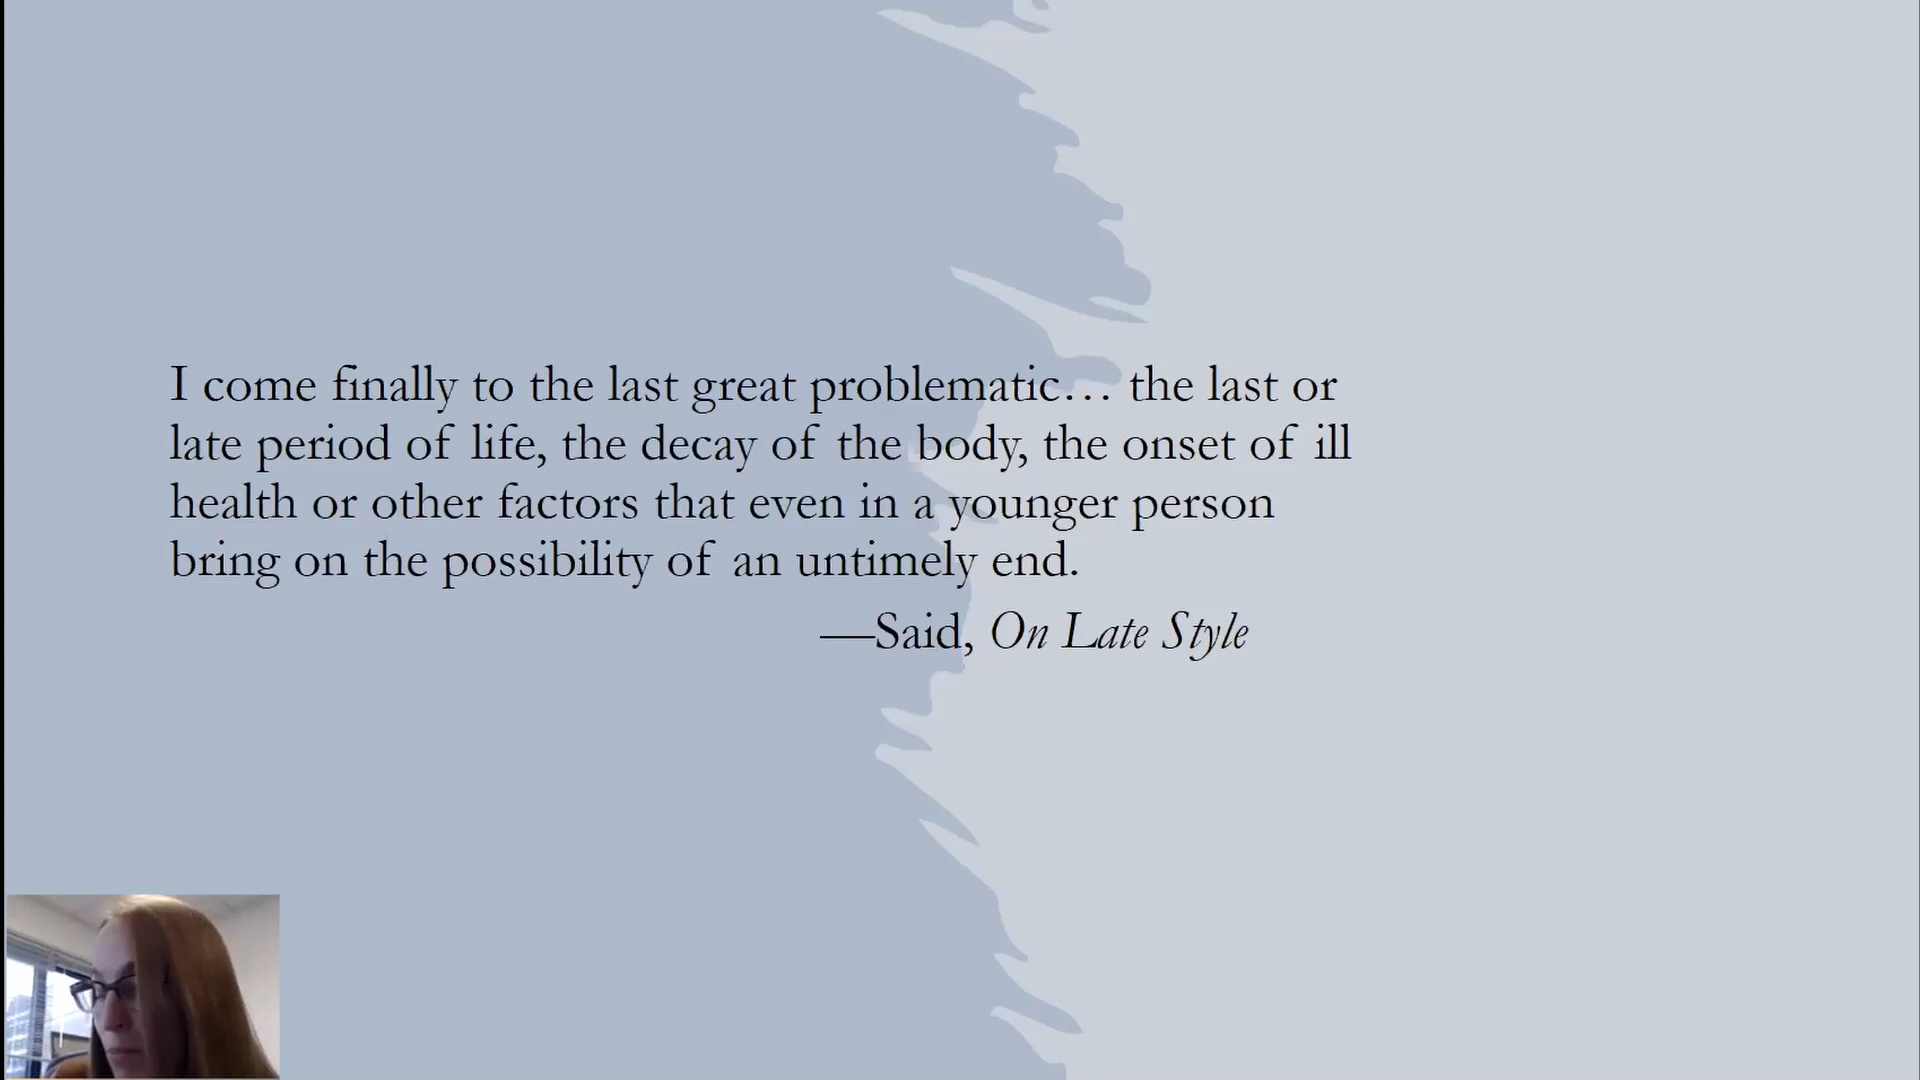 I come finally to the last great problematic… the last or
late period of life, the decay of the body, the onset of ill
health or other factors that even in a younger person
bring on the possibility of an untimely end.
—Said, On Late Style